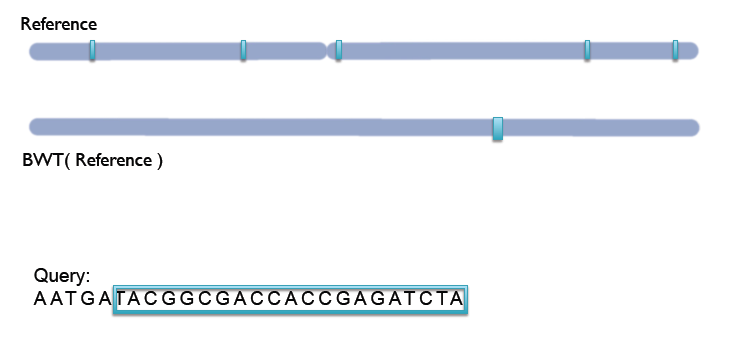 Reference
BWT( Reference )
Query:
AATGATACGGCGACCACCGAGATCTA